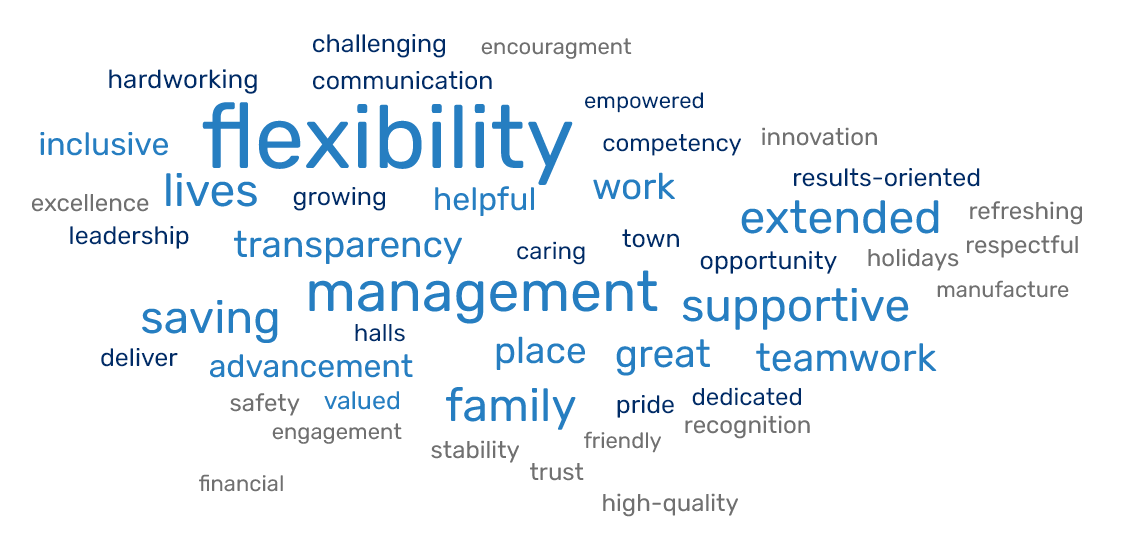 challenging encouragment
hardworking communication
empowered
inclusive flexibility competency innovation
excellence lives growing helpful work results-oriented
leadership transparency caring town extended refreshing
opportunity holidays respectful
management supportive manufacture
saving halls
deliver advancement place great teamwork
safety valued family pride dedicated
engagement stability friendly recognition
financial trust
high-quality